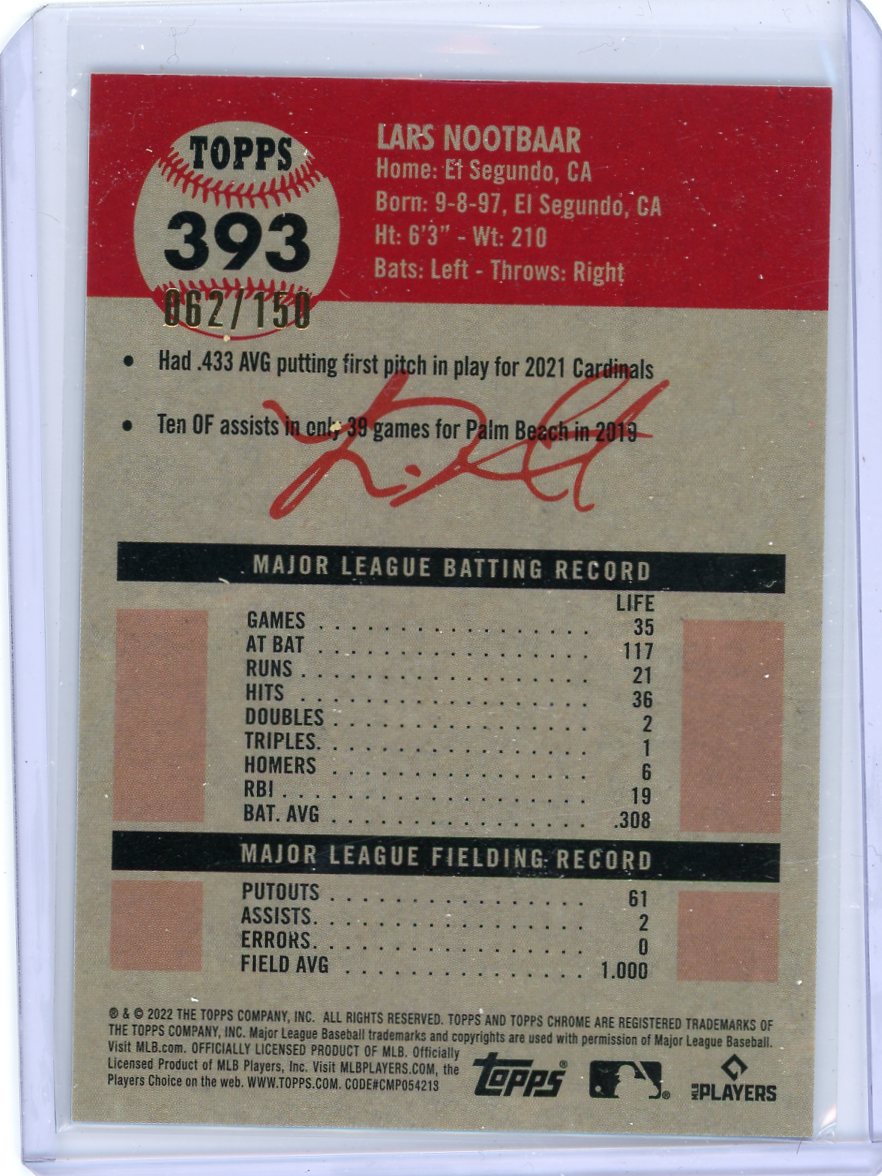 TOPPS
393
062/150
LARS NOOTBAAR
Home: El Segundo, CA
Born: 9-8-97, El Segundo, CA
Ht: 6'3" - Wt: 210
Bats: Left - Throws: Right
• Had .433 AVG putting first pitch in play for 2021 Cardinals
• Ten OF assists in only 39 games for Palm Beach in 2019
MAJOR LEAGUE BATTING RECORD
LIFE
GAMES . . . . . . . . . . . . . . . . . 35
AT BAT . . . . . . . . . . . . . . . . . 117
RUNS . . . . . . . . . . . . . . . . . 21
HITS . . . . . . . . . . . . . . . . . 36
DOUBLES . . . . . . . . . . . . . . . . 2
TRIPLES. . . . . . . . . . . . . . . . . 1
HOMERS . . . . . . . . . . . . . . . . 6
RBI . . . . . . . . . . . . . . . . . . 19
BAT. AVG . . . . . . . . . . . . . . . . .308
MAJOR LEAGUE FIELDING RECORD
PUTOUTS . . . . . . . . . . . . . . . . 61
ASSISTS. . . . . . . . . . . . . . . . . 2
ERRORS. . . . . . . . . . . . . . . . . 0
FIELD AVG . . . . . . . . . . . . . . . 1.000
® & © 2022 THE TOPPS COMPANY, INC. ALL RIGHTS RESERVED. TOPPS AND TOPPS CHROME ARE REGISTERED TRADEMARKS OF
THE TOPPS COMPANY, INC. Major League Baseball trademarks and copyrights are used with permission of Major League Baseball.
Visit MLB.com. OFFICIALLY LICENSED PRODUCT OF MLB. Officially
Licensed Product of MLB Players, Inc. Visit MLBPLAYERS.COM, the
Players Choice on the web. WWW.TOPPS.COM. CODE#CMP054213
Topps®
MLB PLAYERS